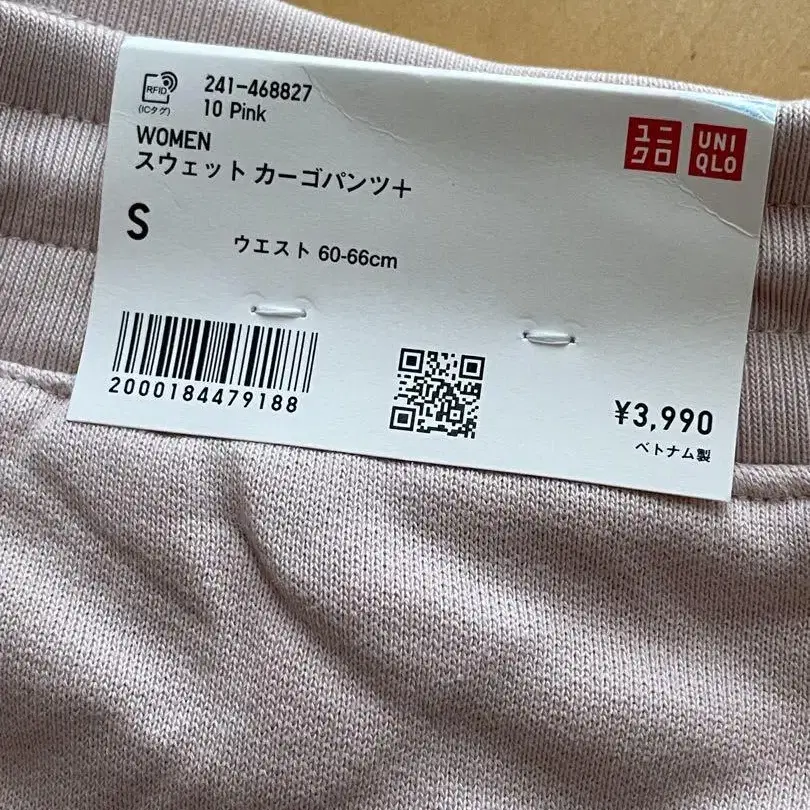 RFID
(ICタグ)
241-468827
10 Pink
WOMEN
スウェット カーゴパンツ+
S
ウエスト 60-66cm
ユニ
クロ
UNI
QLO
2000184479188
¥3,990
ベトナム製